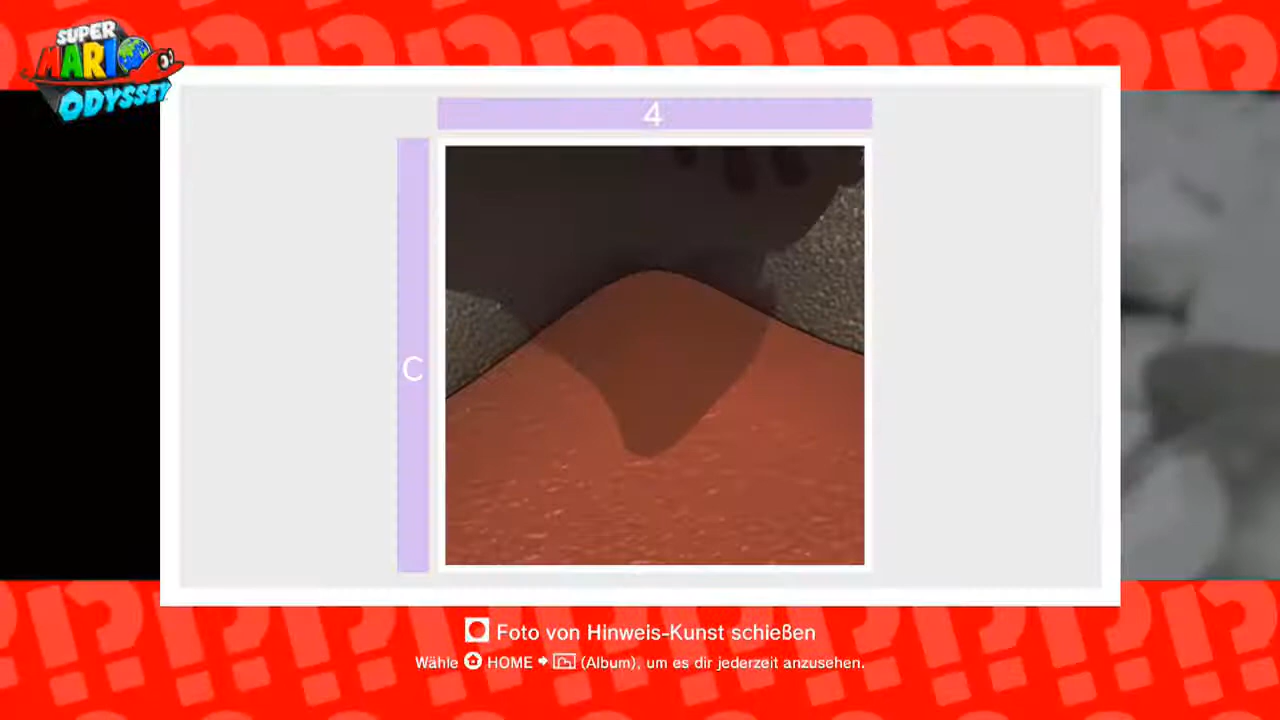 SUPER
MARIO
ODYSSEY
4
C
Foto von Hinweis-Kunst schießen
Wähle HOME (Album), um es dir jederzeit anzusehen.